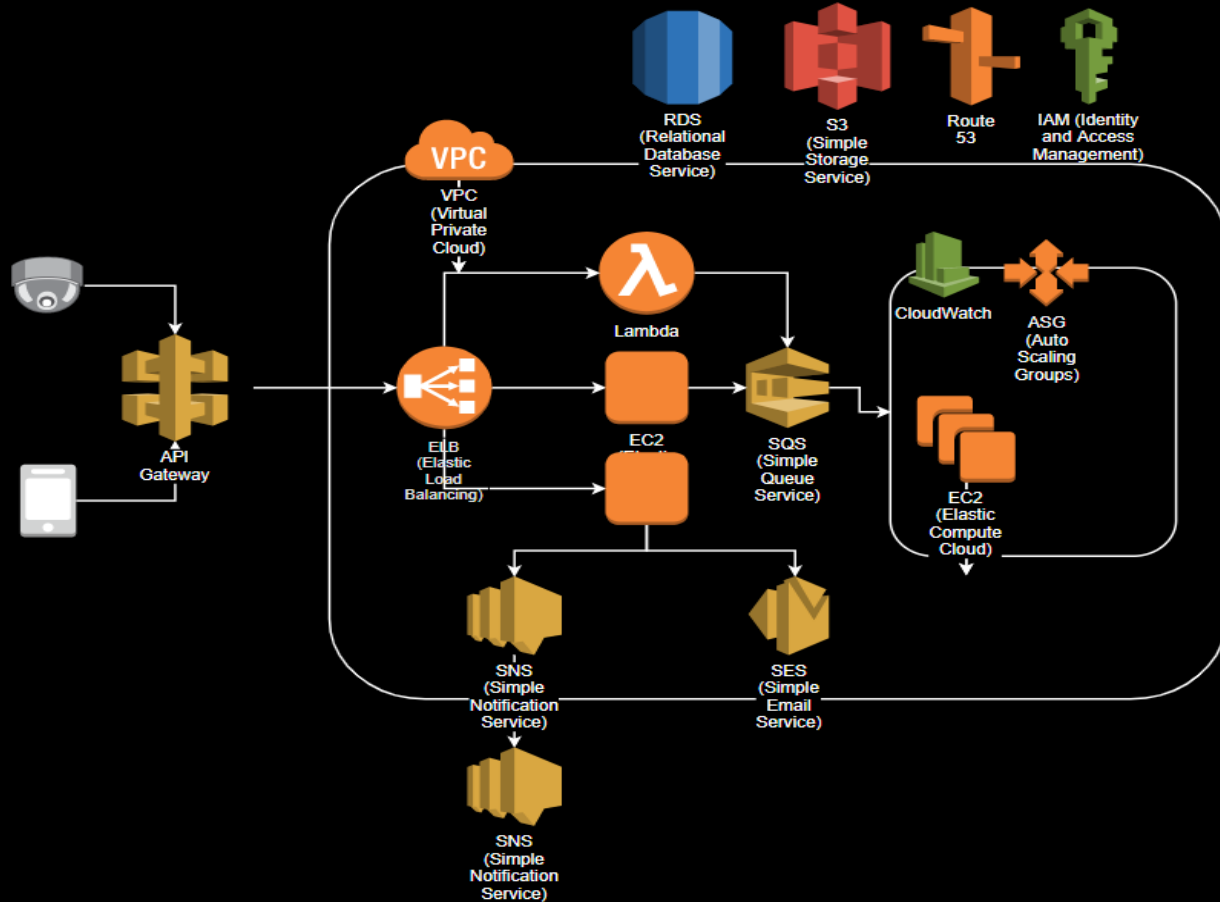 RDS
(Relational
Database
Service)
S3
(Simple
Storage
Service)
Route
53
IAM (Identity
and Access
Management)
VPC
VPC
(Virtual
Private
Cloud)
Lambda
CloudWatch
ASG
(Auto
Scaling
Groups)
API
Gateway
ELB
(Elastic
Load
Balancing)
EC2
SQS
(Simple
Queue
Service)
EC2
(Elastic
Compute
Cloud)
SNS
(Simple
Notification
Service)
SES
(Simple
Email
Service)
SNS
(Simple
Notification
Service)